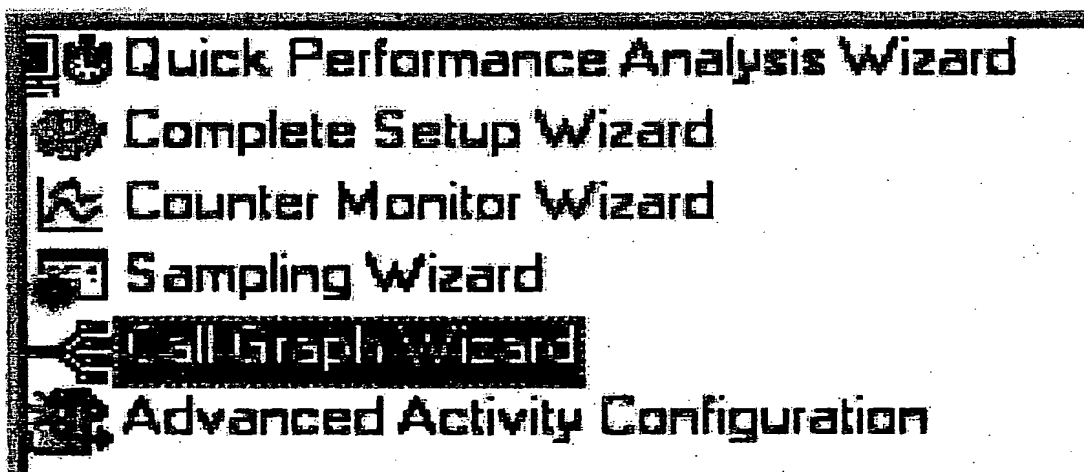 Quick Performance Analysis Wizard
Complete Setup Wizard
Counter Monitor Wizard
Sampling Wizard
Call Graph Wizard
Advanced Activity Configuration